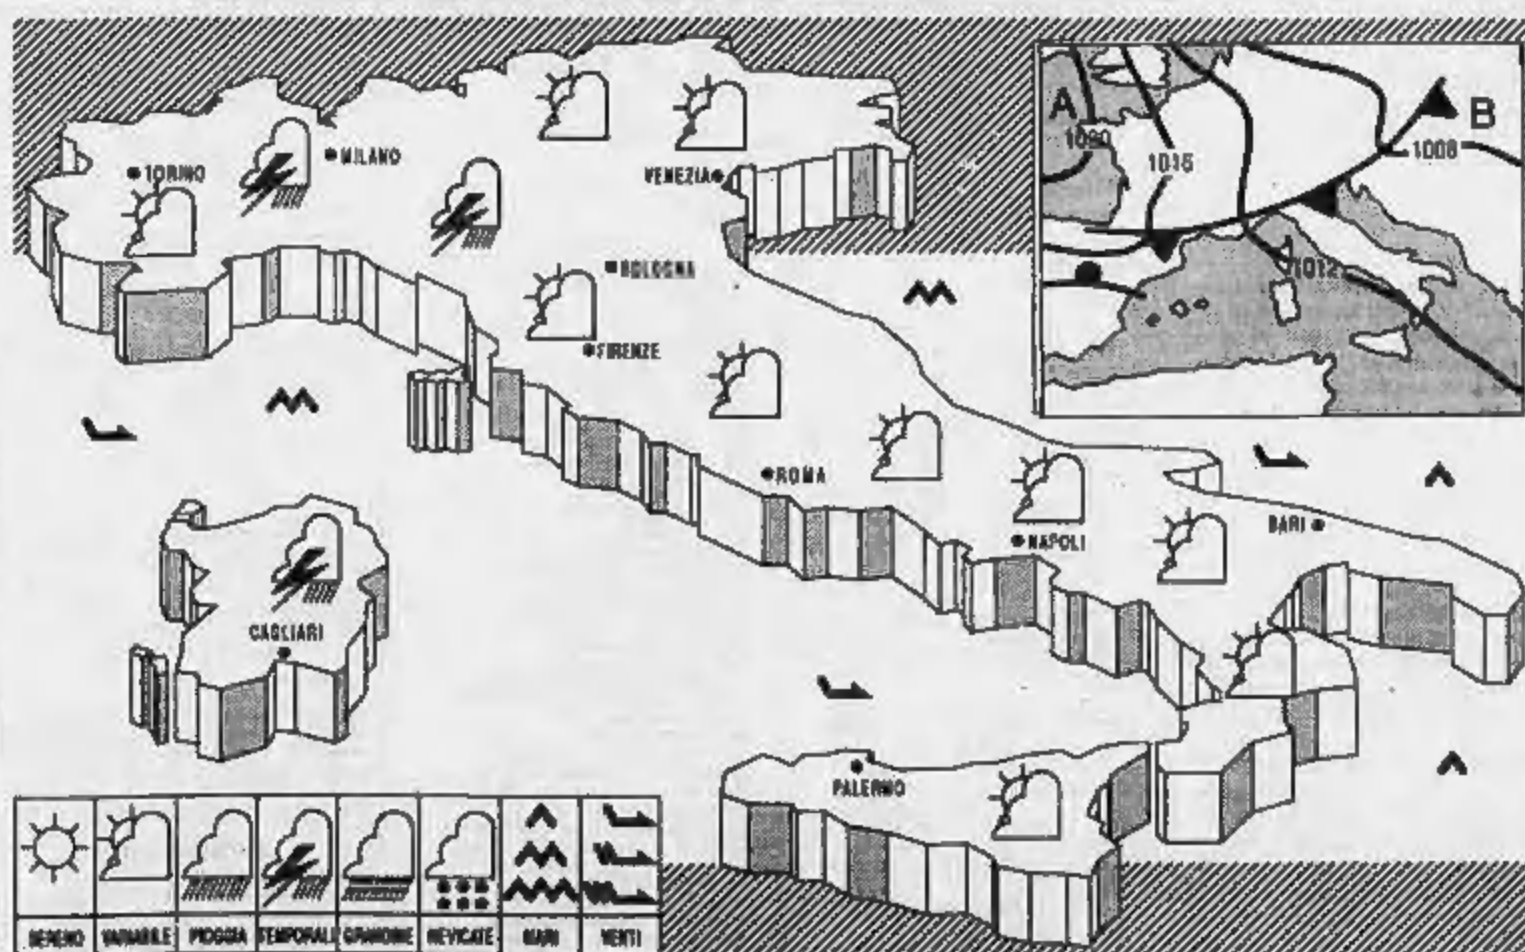 A
B
1020
1016
1008
1012
TORINO
MILANO
VENEZIA
BOLOGNA
FIRENZE
ROMA
NAPOLI
BARI
CAGLIARI
PALERMO
SERENO VARIABILE PIOGGIA TEMPORALI GRANDINE NEVICATE MARI VENTI